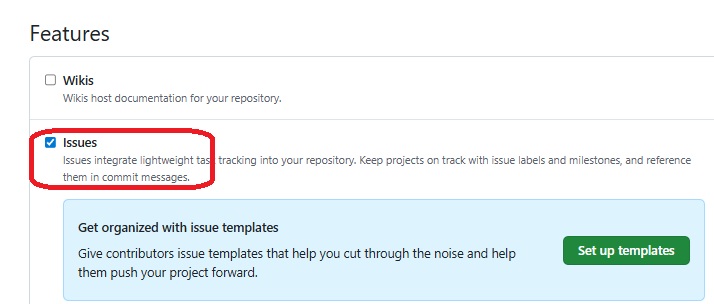 Features
Wikis
Wikis host documentation for your repository.
Issues
Issues integrate lightweight task tracking into your repository. Keep projects on track with issue labels and milestones, and reference
them in commit messages.
Get organized with issue templates
Give contributors issue templates that help you cut through the noise and help
them push your project forward.
Set up templates